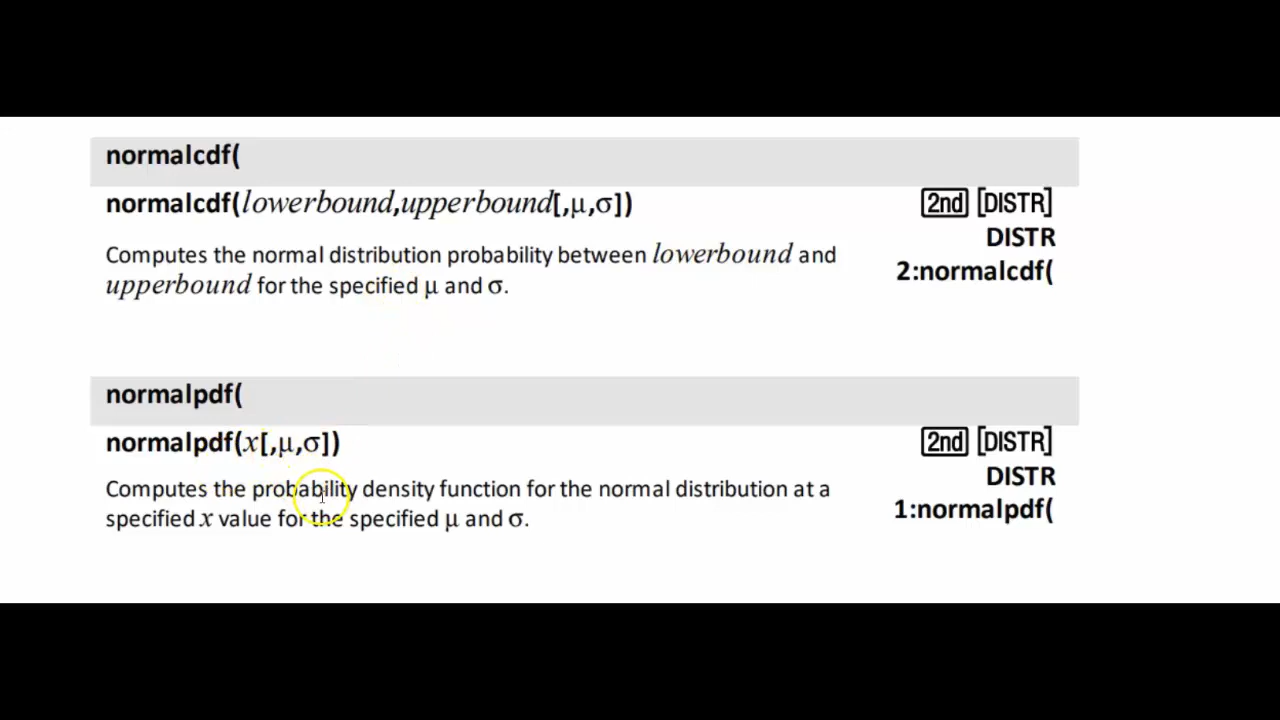 normalcdf(
normalcdf(lowerbound,upperbound[,μ,σ])
2nd [DISTR]
DISTR
2:normalcdf(
Computes the normal distribution probability between lowerbound and
upperbound for the specified μ and σ.
normalpdf(
normalpdf(x[,μ,σ])
2nd [DISTR]
DISTR
1:normalpdf(
Computes the probability density function for the normal distribution at a
specified x value for the specified μ and σ.